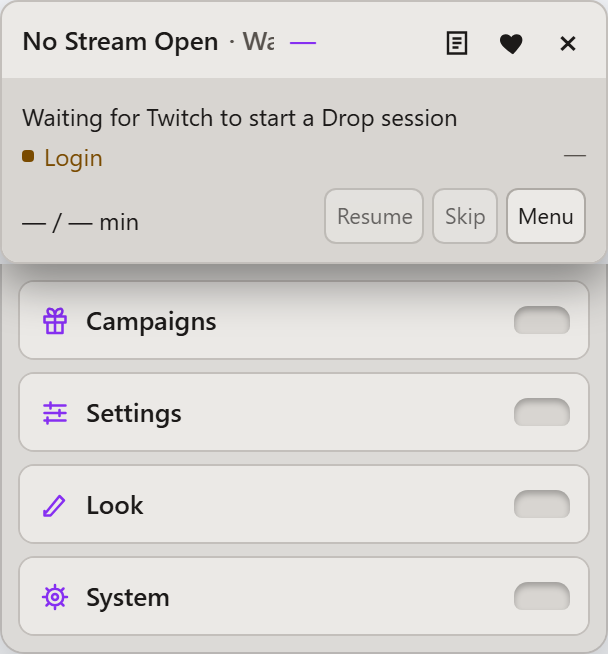 No Stream Open · Wa —
Waiting for Twitch to start a Drop session
Login —
— / — min
Resume Skip Menu
Campaigns
Settings
Look
System